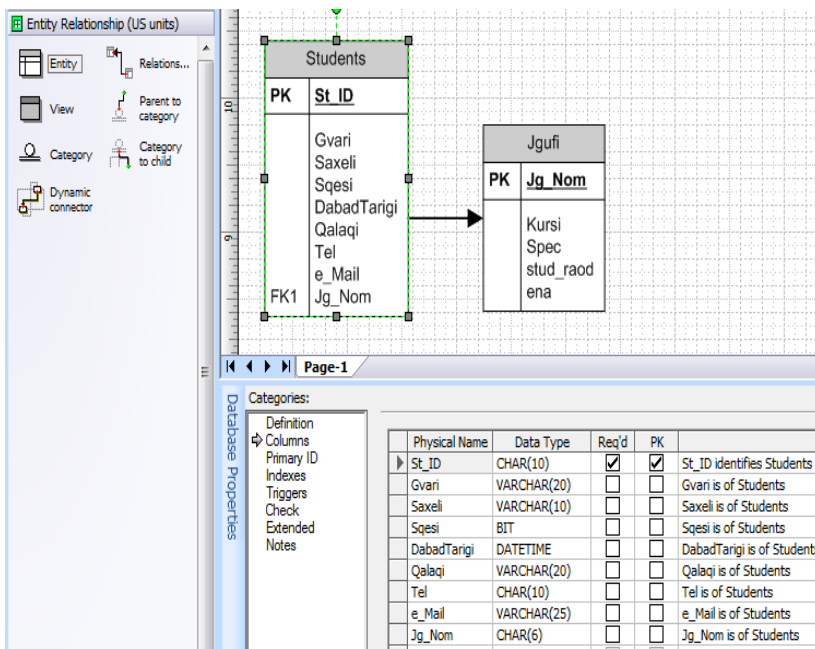 Entity Relationship (US units)
Entity
Relations...
View
Parent to
category
Category
Category
to child
Dynamic
connector
10
9
Students
PK St_ID
Gvari
Saxeli
Sqesi
DabadTarigi
Qalaqi
Tel
e_Mail
FK1 Jg_Nom
Jgufi
PK Jg_Nom
Kursi
Spec
stud_raod
ena
Page-1
Database Properties
Categories:
Definition
Columns
Primary ID
Indexes
Triggers
Check
Extended
Notes
Physical Name Data Type Req'd PK
St_ID CHAR(10) St_ID identifies Students
Gvari VARCHAR(20) Gvari is of Students
Saxeli VARCHAR(10) Saxeli is of Students
Sqesi BIT Sqesi is of Students
DabadTarigi DATETIME DabadTarigi is of Students
Qalaqi VARCHAR(20) Qalaqi is of Students
Tel CHAR(10) Tel is of Students
e_Mail VARCHAR(25) e_Mail is of Students
Jg_Nom CHAR(6) Jg_Nom is of Students